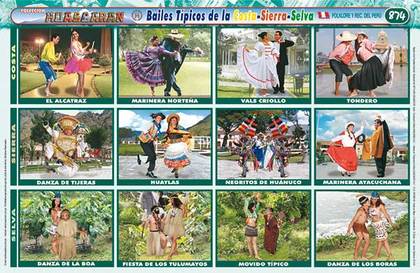 COLECCIÓN
HUASCARAN
Bailes Típicos de la Costa-Sierra-Selva
FOLKLORE Y REC. DEL PERÚ
874
COSTA
EL ALCATRAZ
MARINERA NORTEÑA
VALS CRIOLLO
TONDERO
SIERRA
DANZA DE TIJERAS
HUAYLAS
NEGRITOS DE HUANUCO
MARINERA AYACUCHANA
SELVA
DANZA DE LA BOA
FIESTA DE LOS TULUMAYOS
MOVIDO TÍPICO
DANZA DE LOS BORAS